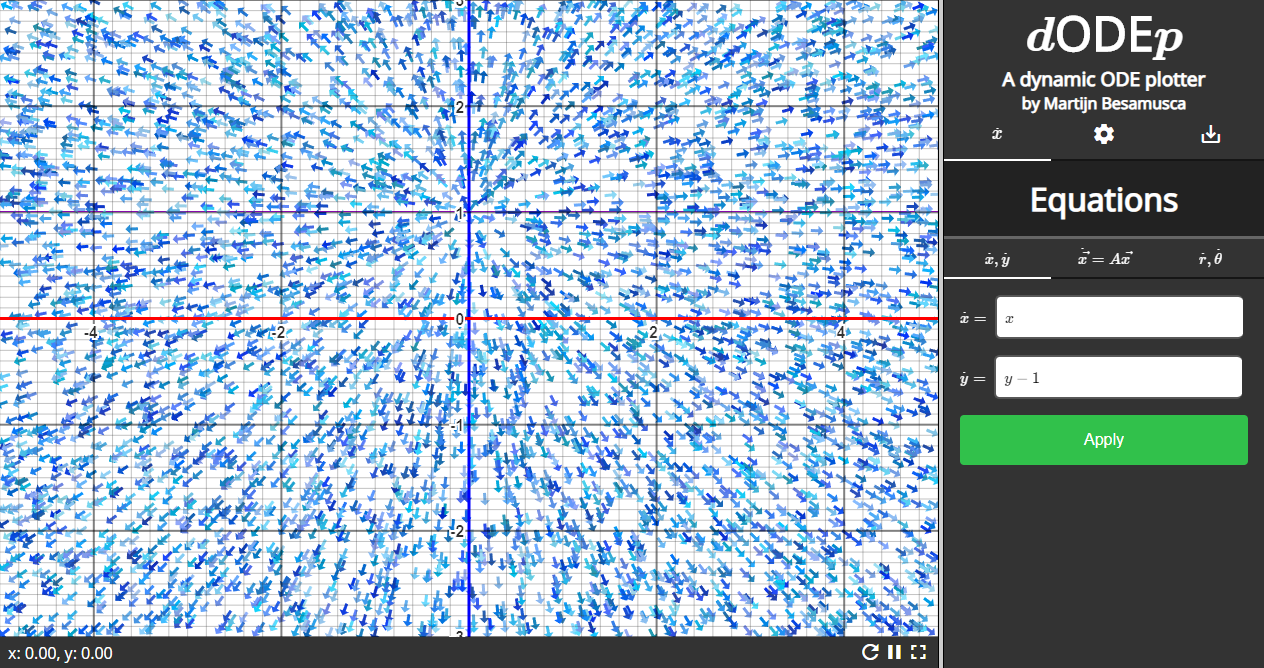 dODEp
A dynamic ODE plotter
by Martijn Besamusca
ẋ
Equations
ẋ, ẏ
ẋ⃗ = Ax⃗
ṙ, θ̇
ẋ = x
ẏ = y − 1
Apply
3
2
1
-4 -2 0 2 4
-1
-2
-3
x: 0.00, y: 0.00